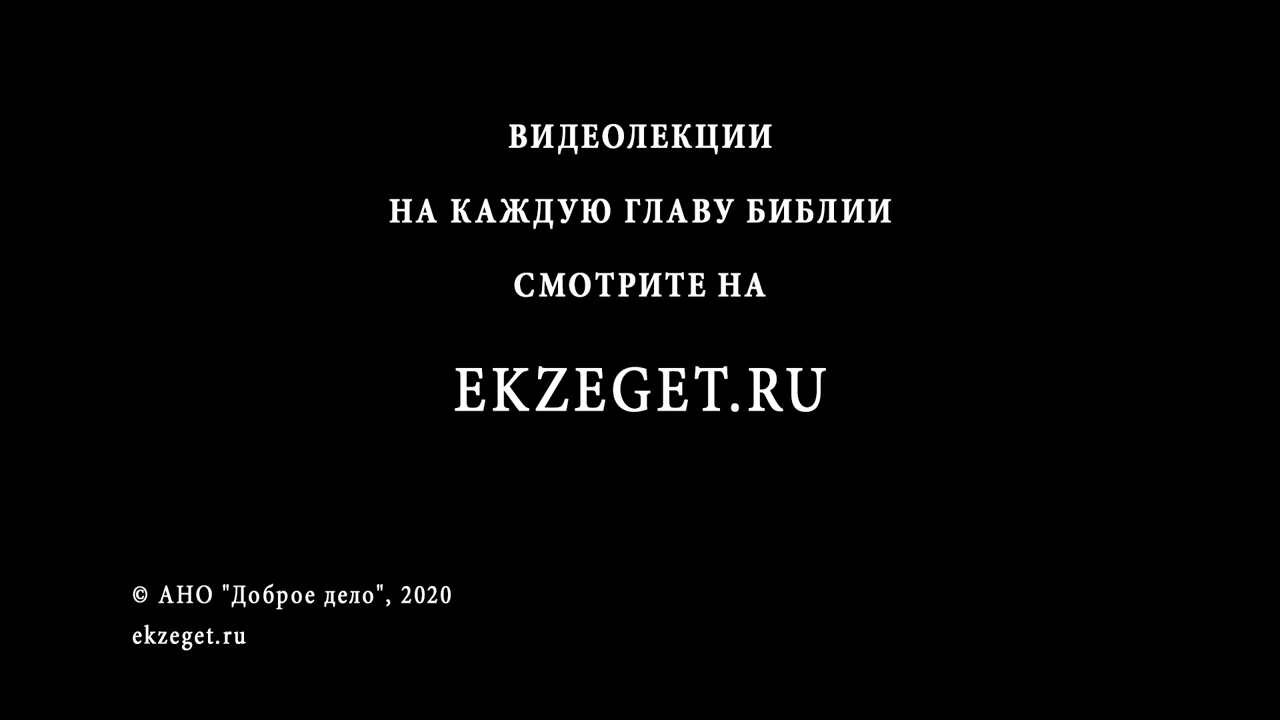 ВИДЕОЛЕКЦИИ
НА КАЖДУЮ ГЛАВУ БИБЛИИ
СМОТРИТЕ НА
EKZEGET.RU
© АНО "Доброе дело", 2020
ekzeget.ru